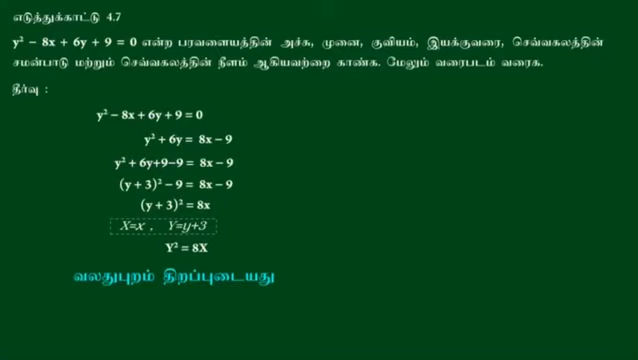 எடுத்துக்காட்டு 4.7
y² − 8x + 6y + 9 = 0 என்ற பரவளையத்தின் அச்சு, முனை, குவியம், இயக்குவரை, செவ்வகலத்தின்
சமன்பாடு மற்றும் செவ்வகலத்தின் நீளம் ஆகியவற்றை காண்க. மேலும் வரைபடம் வரைக.
தீர்வு :
y² − 8x + 6y + 9 = 0
y² + 6y = 8x − 9
y² + 6y+9−9 = 8x − 9
(y + 3)² − 9 = 8x − 9
(y + 3)² = 8x
X=x , Y=y+3
Y² = 8X
வலதுபுறம் திறப்புடையது